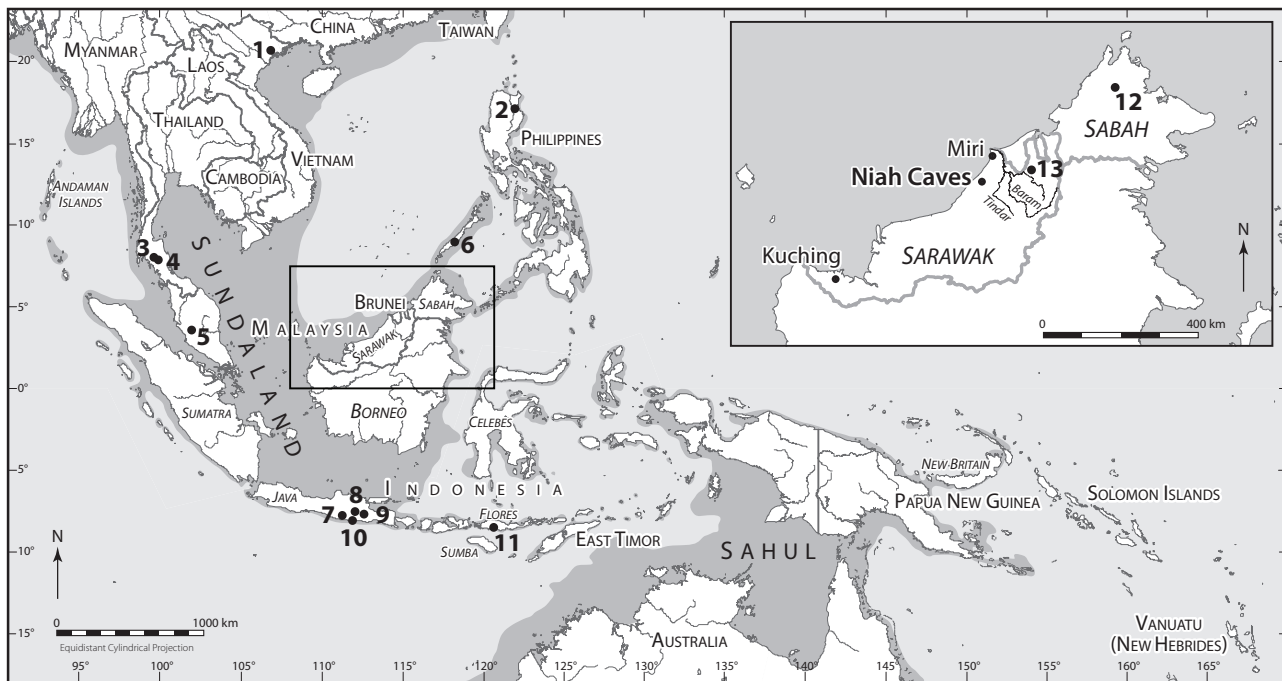 CHINA
TAIWAN
MYANMAR
1
LAOS
20°
THAILAND
2
PHILIPPINES
15°
VIETNAM
CAMBODIA
ANDAMAN
ISLANDS
10°
3
4
6
SUNDALAND
BRUNEI
SABAH
5°
5
MALAYSIA
SARAWAK
0°
SUMATRA
BORNEO
CELEBES
5°
NEW BRITAIN
JAVA
8
INDONESIA
PAPUA NEW GUINEA
SOLOMON ISLANDS
7
9
FLORES
10
11
EAST TIMOR
SAHUL
SUMBA
10°
N
0
1000 km
Equidistant Cylindrical Projection
15°
AUSTRALIA
VANUATU
(NEW HEBRIDES)
95°
100°
105°
110°
115°
120°
125°
130°
135°
140°
145°
150°
155°
160°
165°
12
SABAH
Miri
13
Niah Caves
Baram
Tindar
N
Kuching
SARAWAK
0
400 km